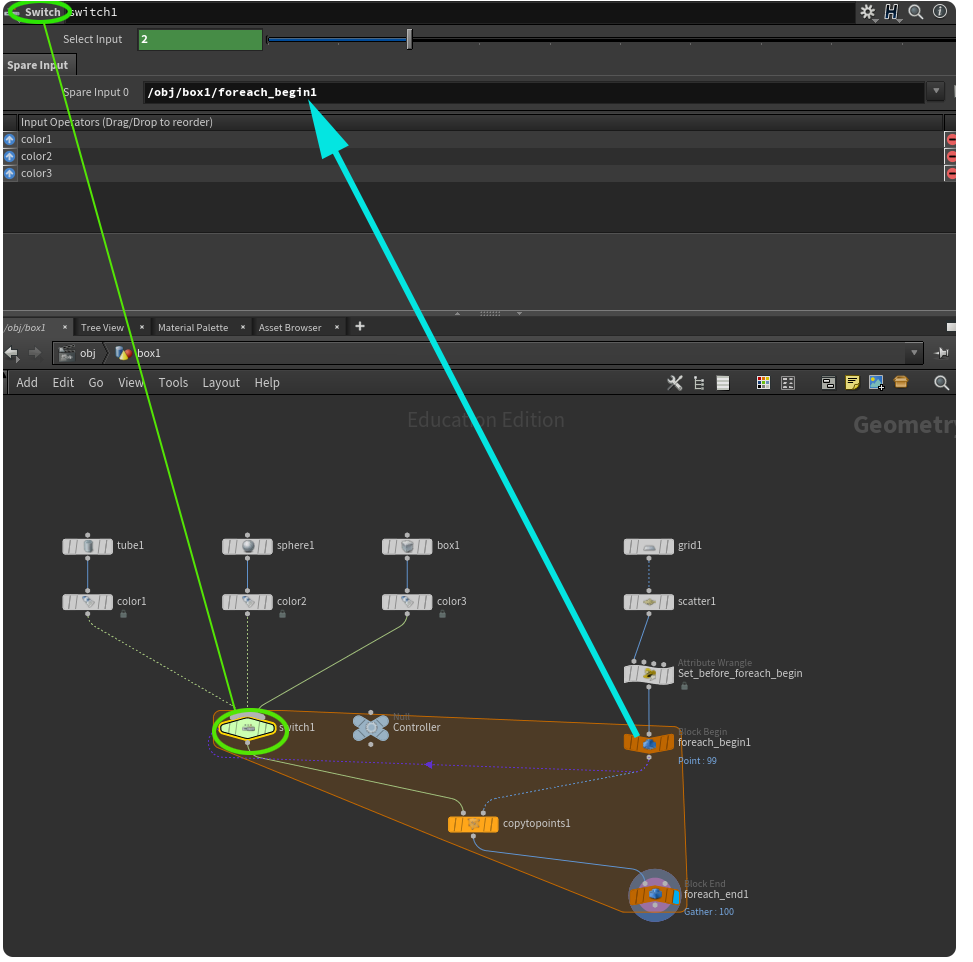 Switch switch1
Select Input 2
Spare Input
Spare Input 0 /obj/box1/foreach_begin1
Input Operators (Drag/Drop to reorder)
color1
color2
color3
/obj/box1 × Tree View × Material Palette × Asset Browser × +
obj box1
Add Edit Go View Tools Layout Help
Education Edition
Geometry
tube1 sphere1 box1 grid1
color1 color2 color3 scatter1
Attribute Wrangle
Set_before_foreach_begin
Null
switch1 Controller
Block Begin
foreach_begin1
Point : 99
copytopoints1
Block End
foreach_end1
Gather : 100